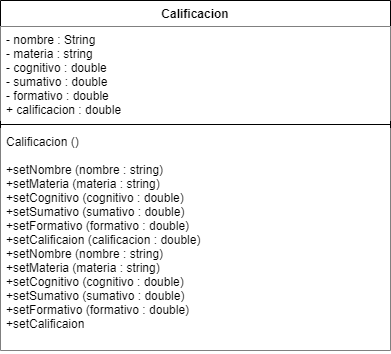 Calificacion
- nombre : String
- materia : string
- cognitivo : double
- sumativo : double
- formativo : double
+ calificacion : double
Calificacion ()
+setNombre (nombre : string)
+setMateria (materia : string)
+setCognitivo (cognitivo : double)
+setSumativo (sumativo : double)
+setFormativo (formativo : double)
+setCalificaion (calificacion : double)
+setNombre (nombre : string)
+setMateria (materia : string)
+setCognitivo (cognitivo : double)
+setSumativo (sumativo : double)
+setFormativo (formativo : double)
+setCalificaion